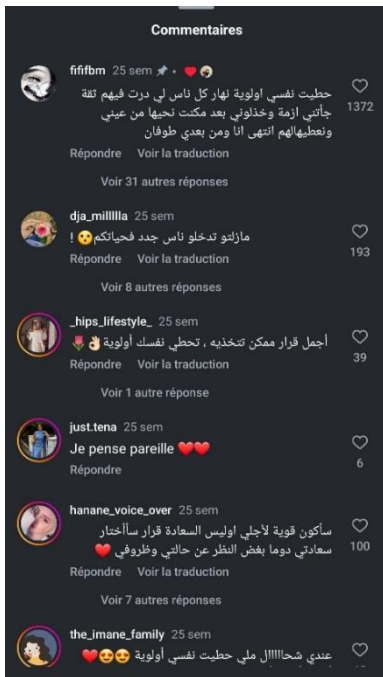 Commentaires
fififbm 25 sem
حطيت نفسي اولوية نهار كل ناس لي درت فيهم ثقة
جأتني ازمة وخذلوني بعد مكنت نحيها من عيني
ونعطيهالهم انتهى انا ومن بعدي طوفان
1372
Répondre Voir la traduction
Voir 31 autres réponses
dja_milllllla 25 sem
مازلتو تدخلو ناس جدد فحياتكم😲 !
193
Répondre Voir la traduction
Voir 8 autres réponses
_hips_lifestyle_ 25 sem
أجمل قرار ممكن تتخذيه ، تحطي نفسك أولوية👌🏻🌷
39
Répondre Voir la traduction
Voir 1 autre réponse
just.tena 25 sem
Je pense pareille ❤️❤️
6
Répondre
hanane_voice_over 25 sem
سأكون قوية لأجلي اوليس السعادة قرار سأأختار
سعادتي دوما بغض النظر عن حالتي وظروفي ❤️
100
Répondre Voir la traduction
Voir 7 autres réponses
the_imane_family 25 sem
عندي شحااااال ملي حطيت نفسي أولوية 😍😍❤️